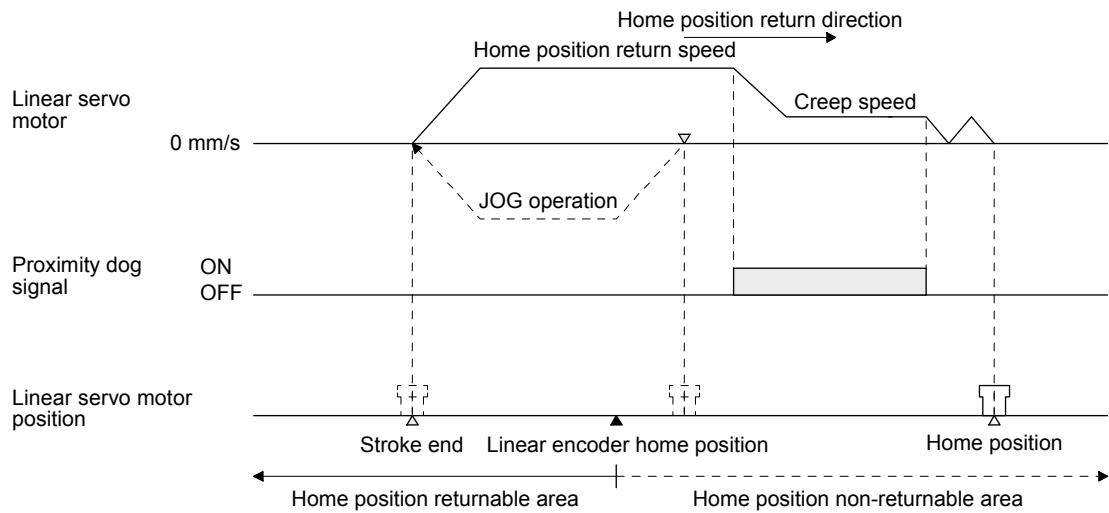 Home position return direction
Home position return speed
Linear servo
motor
Creep speed
0 mm/s
JOG operation
Proximity dog
signal
ON
OFF
Linear servo motor
position
Stroke end
Linear encoder home position
Home position
Home position returnable area
Home position non-returnable area